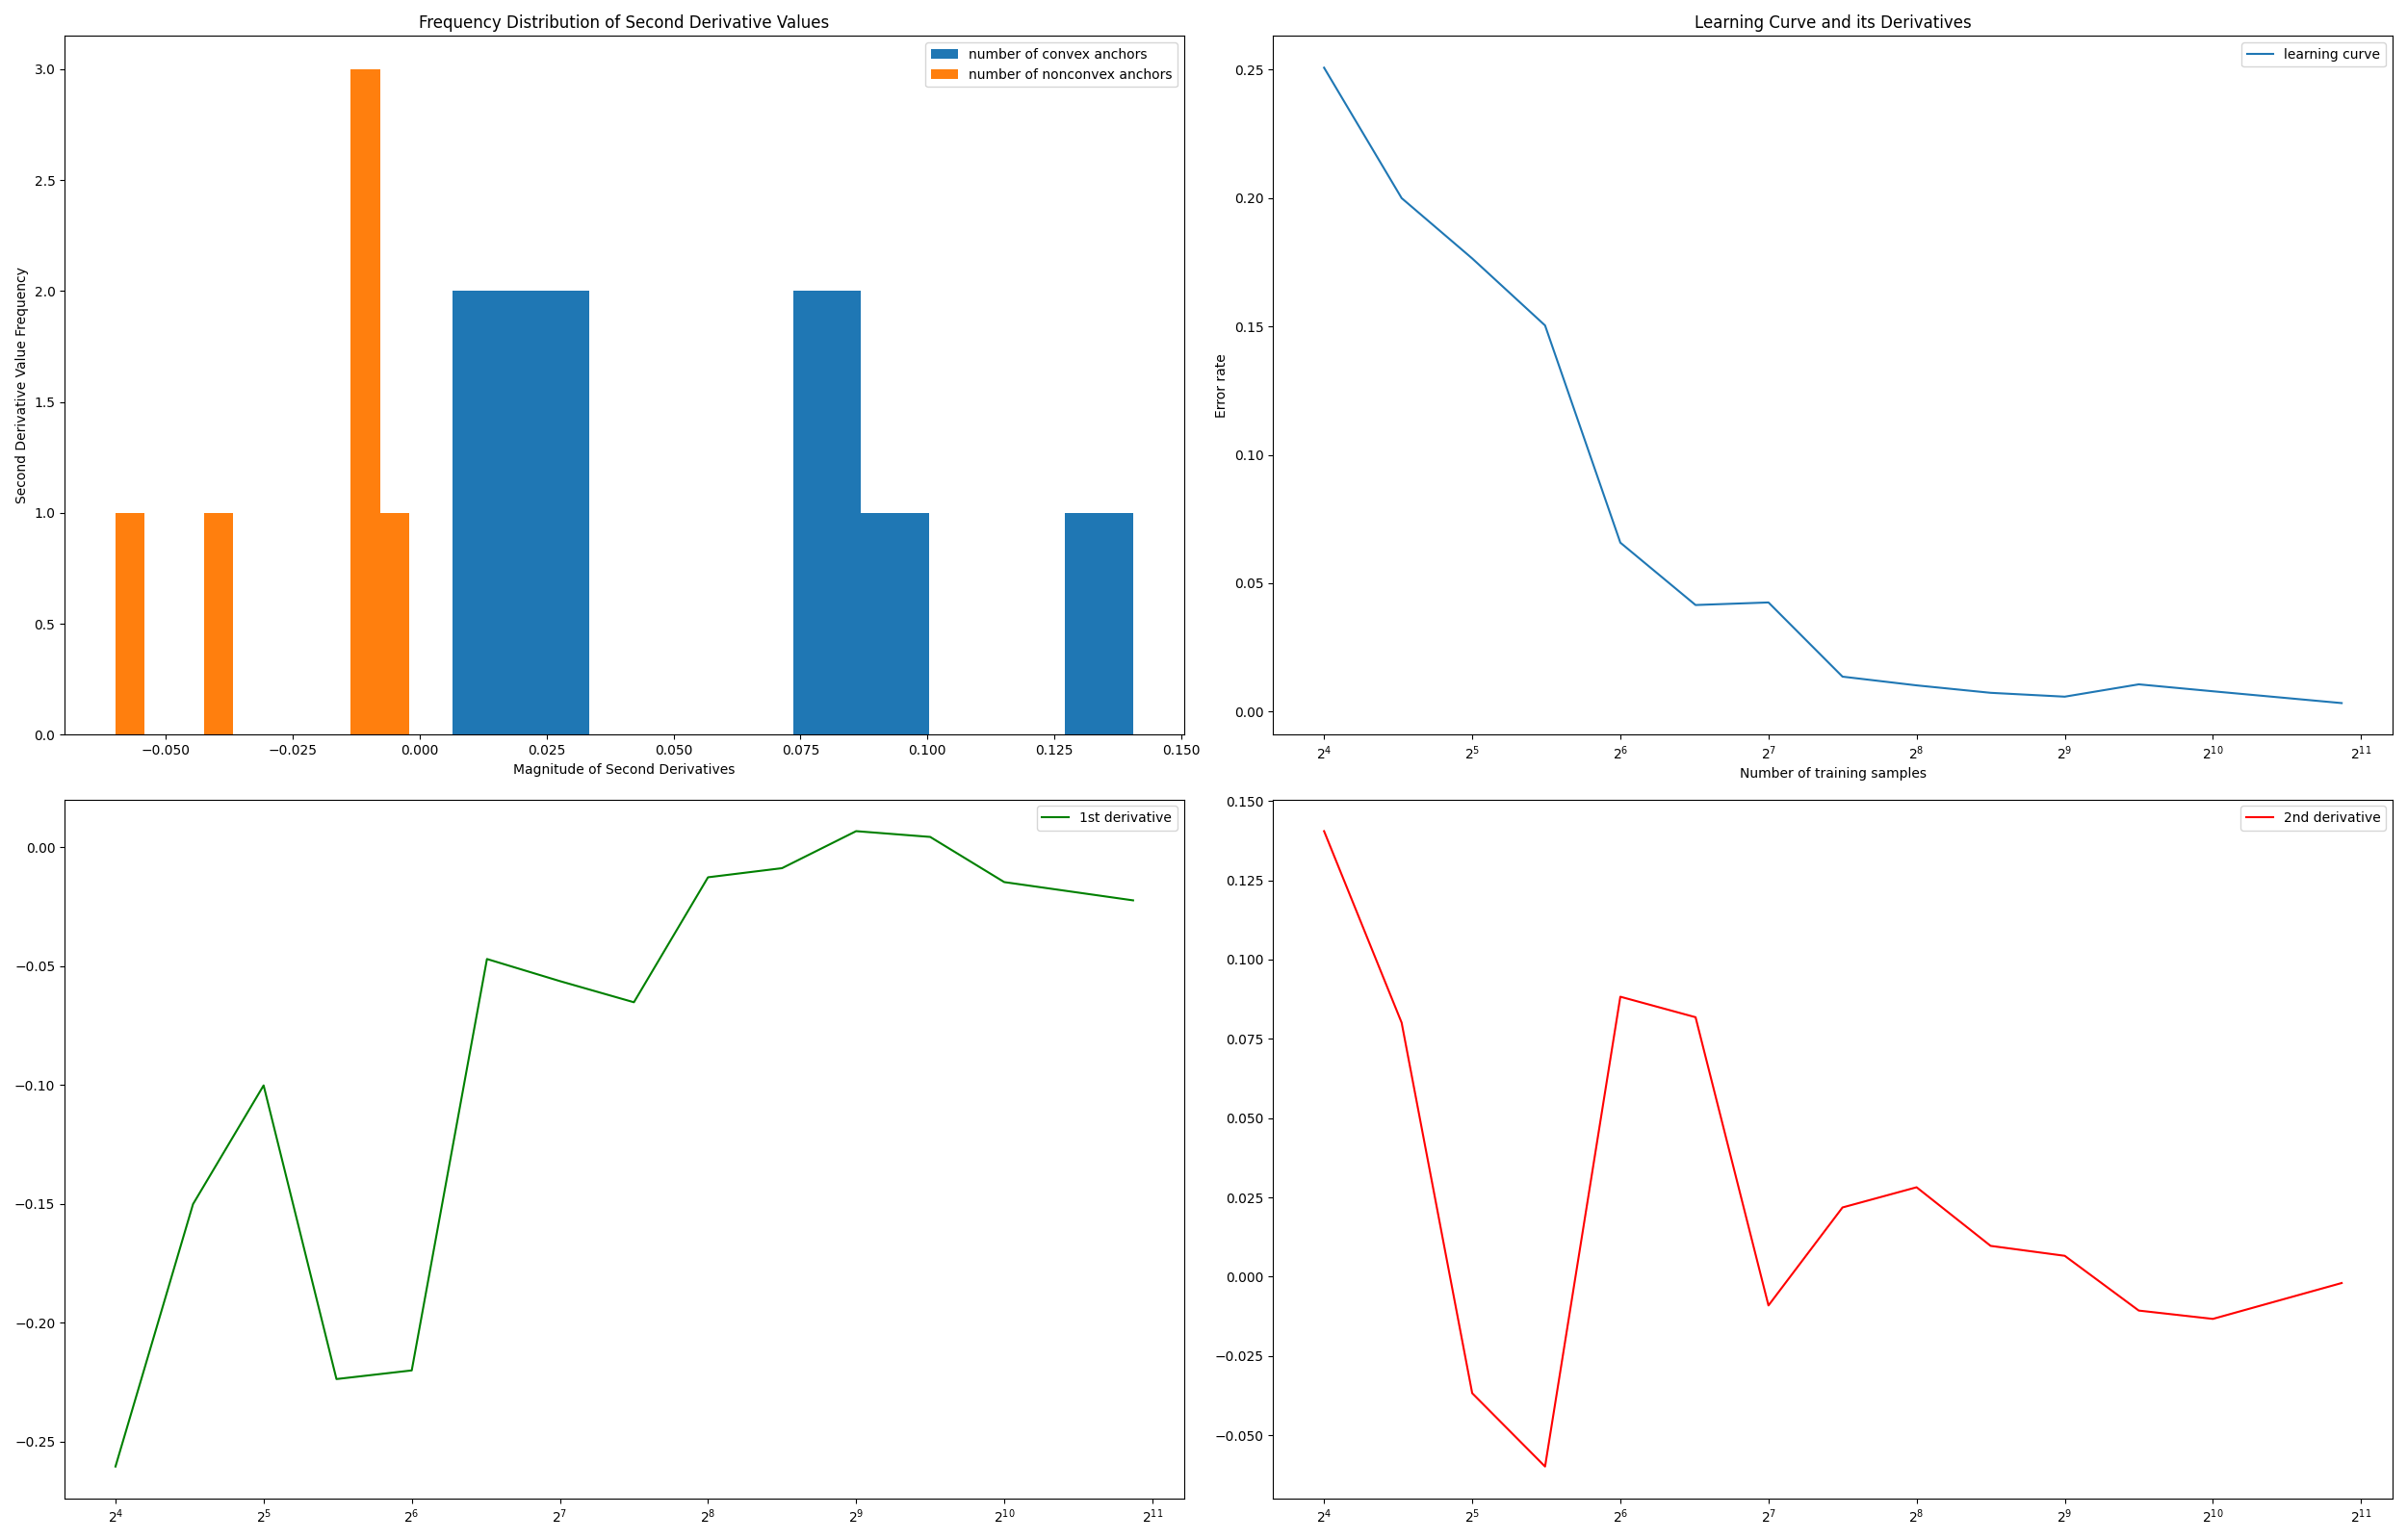 Frequency Distribution of Second Derivative Values
number of convex anchors
number of nonconvex anchors
3.0
2.5
2.0
1.5
1.0
0.5
0.0
Second Derivative Value Frequency
−0.050 −0.025 0.000 0.025 0.050 0.075 0.100 0.125 0.150
Magnitude of Second Derivatives
Learning Curve and its Derivatives
learning curve
0.25
0.20
0.15
0.10
0.05
0.00
Error rate
2⁴ 2⁵ 2⁶ 2⁷ 2⁸ 2⁹ 2¹⁰ 2¹¹
Number of training samples
1st derivative
0.00
−0.05
−0.10
−0.15
−0.20
−0.25
2⁴ 2⁵ 2⁶ 2⁷ 2⁸ 2⁹ 2¹⁰ 2¹¹
2nd derivative
0.150
0.125
0.100
0.075
0.050
0.025
0.000
−0.025
−0.050
2⁴ 2⁵ 2⁶ 2⁷ 2⁸ 2⁹ 2¹⁰ 2¹¹